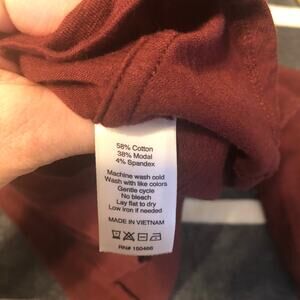 58% Cotton
38% Modal
4% Spandex
Machine wash cold
Wash with like colors
Gentle cycle
No bleach
Lay flat to dry
Low iron if needed
MADE IN VIETNAM
RN# 150466